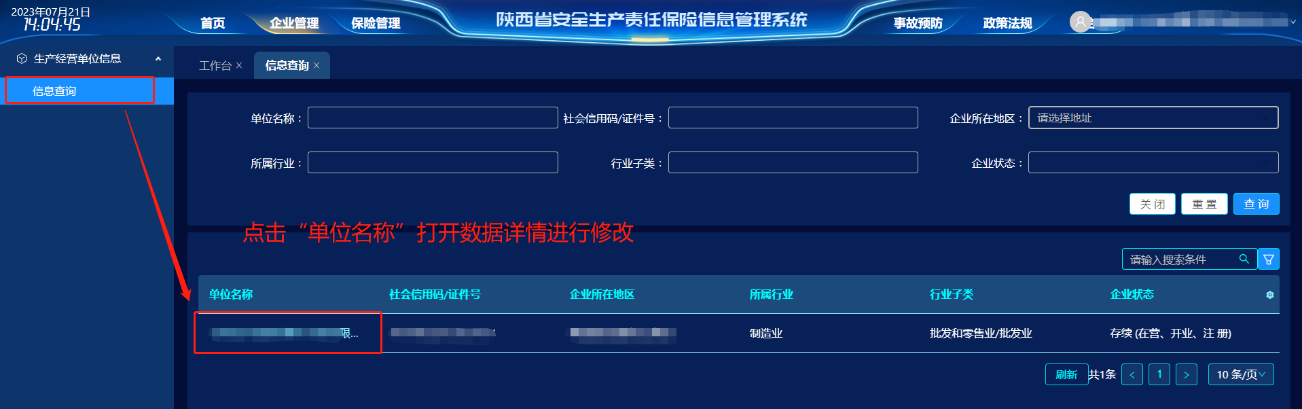 2023年07月21日
14:04:45
首页
企业管理
保险管理
陕西省安全生产责任保险信息管理系统
事故预防
政策法规
生产经营单位信息
信息查询
工作台 ×
信息查询 ×
单位名称：
社会信用码/证件号：
企业所在地区： 请选择地址
所属行业：
行业子类：
企业状态：
关 闭
重 置
查 询
点击“单位名称”打开数据详情进行修改
请输入搜索条件
单位名称 社会信用码/证件号 企业所在地区 所属行业 行业子类 企业状态
限... 制造业 批发和零售业/批发业 存续 (在营、开业、注 册)
刷新 共1条 < 1 > 10 条/页